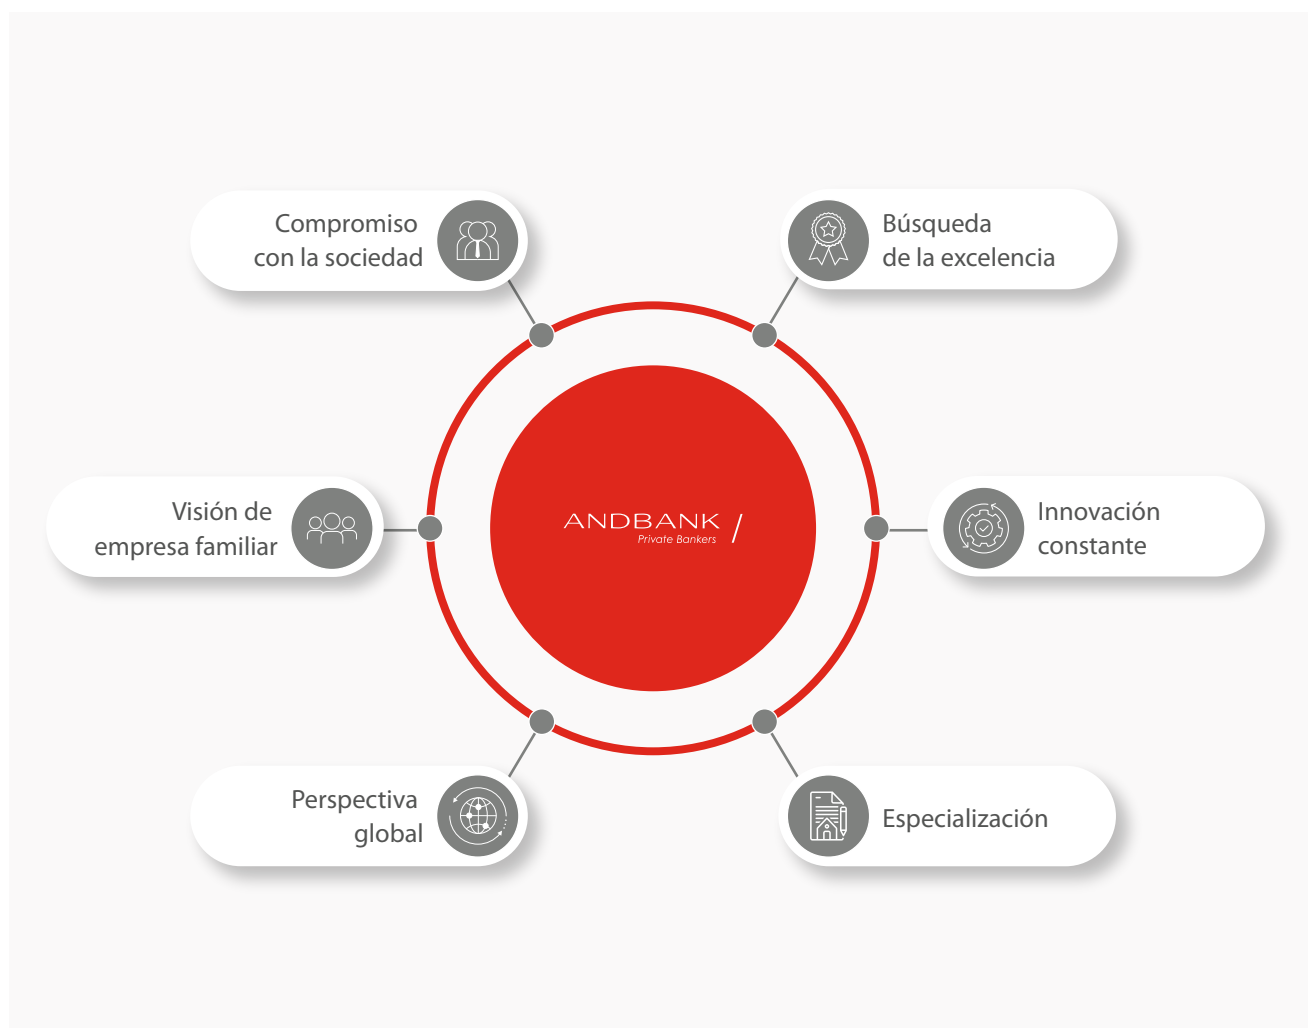 Compromiso
con la sociedad
Búsqueda
de la excelencia
Visión de
empresa familiar
ANDBANK /
Private Bankers
Innovación
constante
Perspectiva
global
Especialización